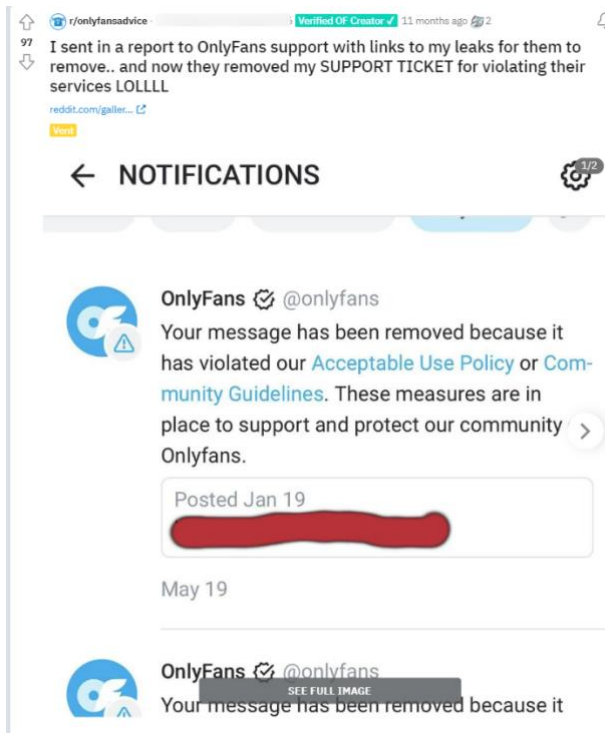 r/onlyfansadvice · Verified OF Creator ✓ 11 months ago 2
97
I sent in a report to OnlyFans support with links to my leaks for them to
remove.. and now they removed my SUPPORT TICKET for violating their
services LOLLLL
reddit.com/galler...
Vent
← NOTIFICATIONS
1/2
OnlyFans @onlyfans
Your message has been removed because it
has violated our Acceptable Use Policy or Com-
munity Guidelines. These measures are in
place to support and protect our community
Onlyfans.
Posted Jan 19
May 19
OnlyFans @onlyfans
SEE FULL IMAGE
Your message has been removed because it